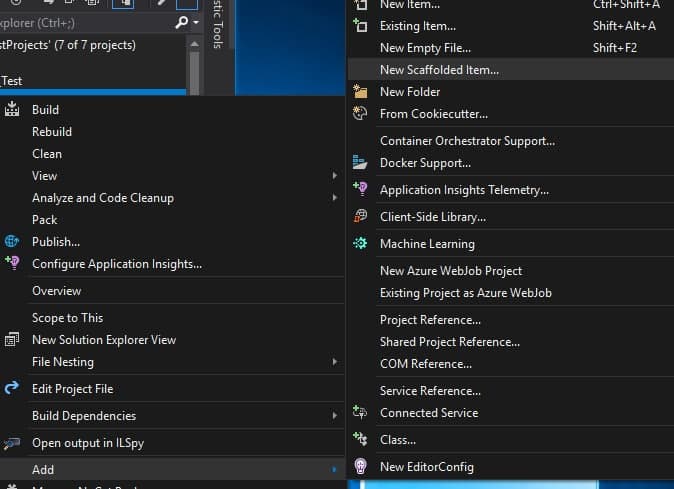 xplorer (Ctrl+;)
stProjects' (7 of 7 projects)
_Test
Build
Rebuild
Clean
View
Analyze and Code Cleanup
Pack
Publish...
Configure Application Insights...
Overview
Scope to This
New Solution Explorer View
File Nesting
Edit Project File
Build Dependencies
Open output in ILSpy
Add
stic Tools
New Item... Ctrl+Shift+A
Existing Item... Shift+Alt+A
New Empty File... Shift+F2
New Scaffolded Item...
New Folder
From Cookiecutter...
Container Orchestrator Support...
Docker Support...
Application Insights Telemetry...
Client-Side Library...
Machine Learning
New Azure WebJob Project
Existing Project as Azure WebJob
Project Reference...
Shared Project Reference...
COM Reference...
Service Reference...
Connected Service
Class...
New EditorConfig